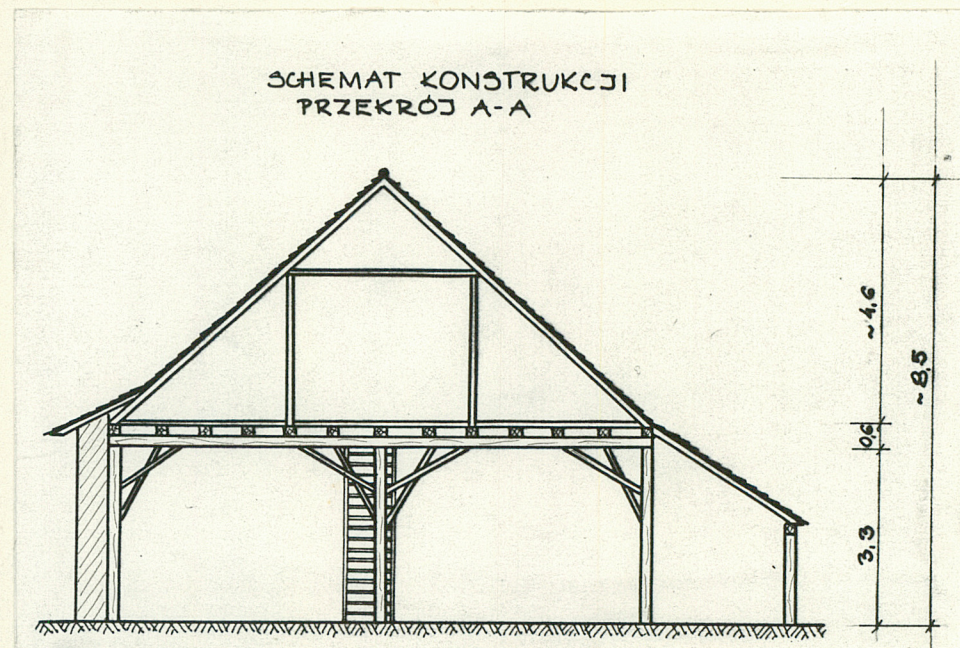 SCHEMAT KONSTRUKCJI
PRZEKRÓJ A-A
~4,6
~8,5
0,6
3,3